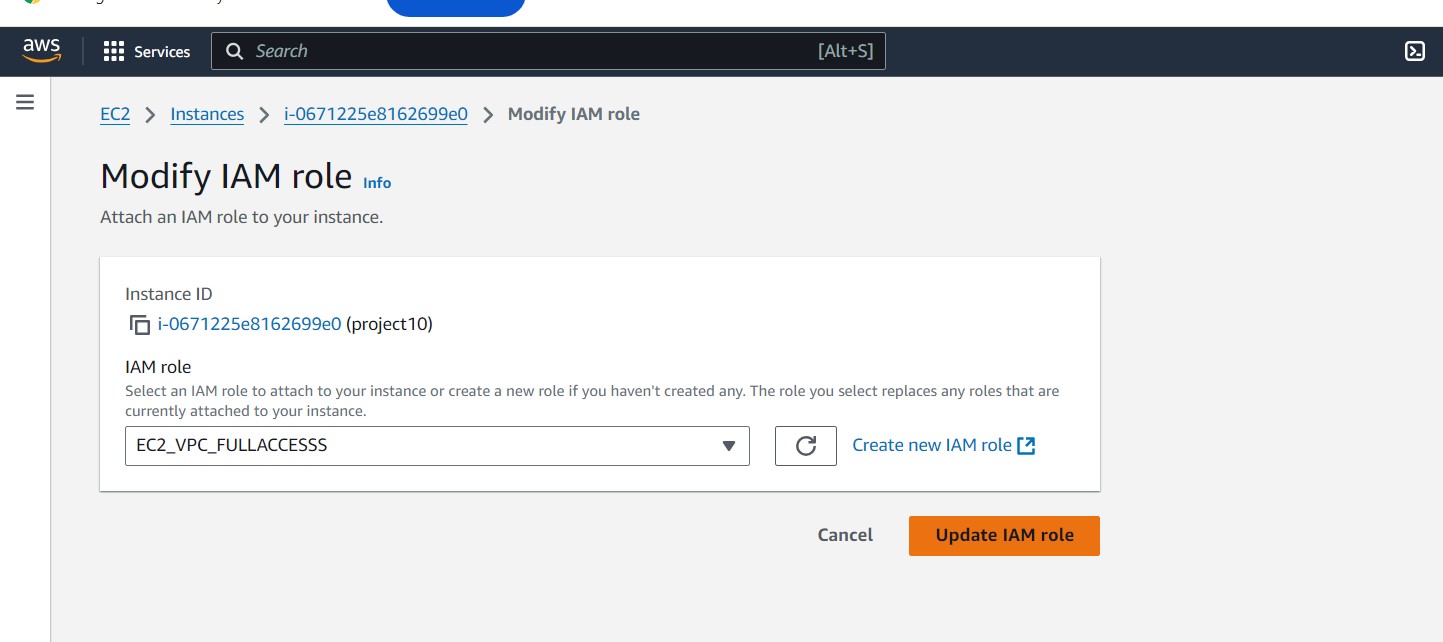 aws
Services
Search
[Alt+S]
EC2 > Instances > i-0671225e8162699e0 > Modify IAM role
Modify IAM role Info
Attach an IAM role to your instance.
Instance ID
i-0671225e8162699e0 (project10)
IAM role
Select an IAM role to attach to your instance or create a new role if you haven't created any. The role you select replaces any roles that are
currently attached to your instance.
EC2_VPC_FULLACCESSS
Create new IAM role
Cancel
Update IAM role